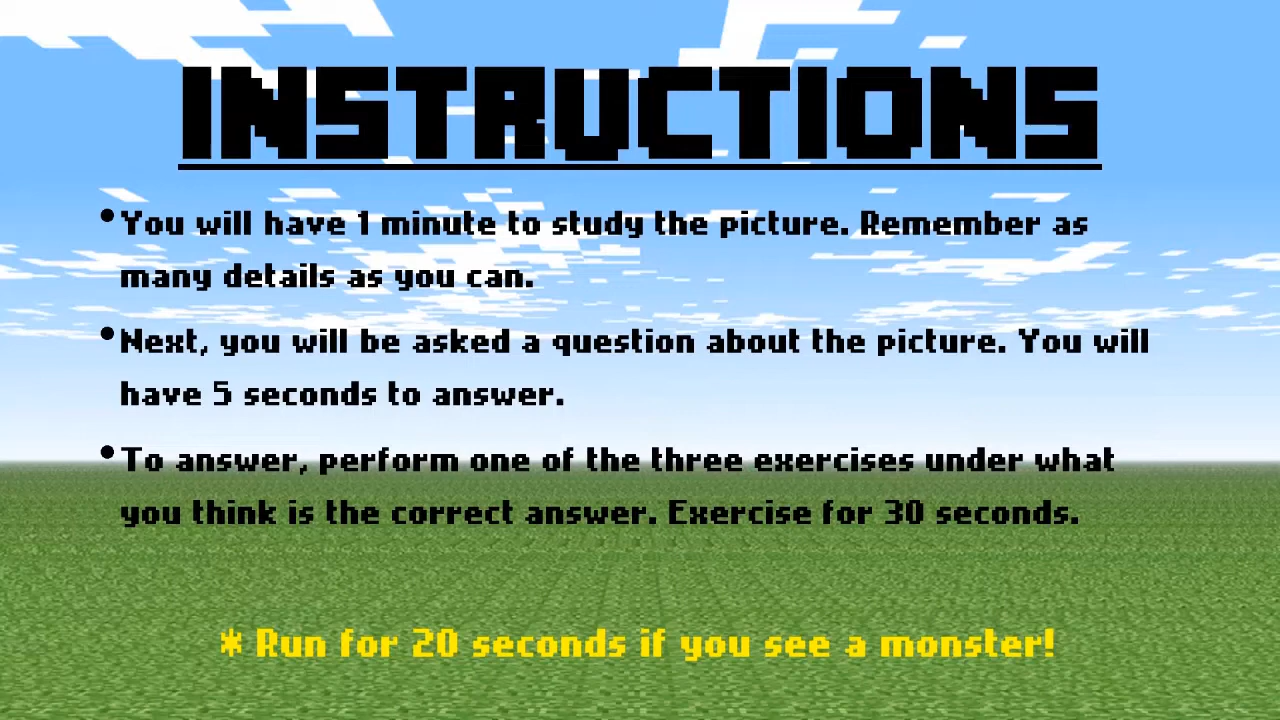 INSTRUCTIONS
•You will have 1 minute to study the picture. Remember as
many details as you can.
•Next, you will be asked a question about the picture. You will
have 5 seconds to answer.
•To answer, perform one of the three exercises under what
you think is the correct answer. Exercise for 30 seconds.
* Run for 20 seconds if you see a monster!